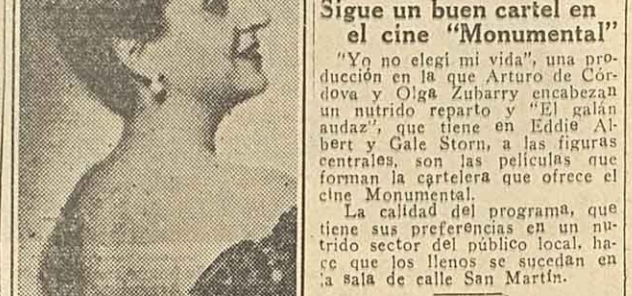 Sigue un buen cartel en
el cine "Monumental"
"Yo no elegí mi vida", una pro-
ducción en la que Arturo de Cór-
dova y Olga Zubarry encabezan
un nutrido reparto y "El galán
audaz", que tiene en Eddie Al-
bert y Gale Storn, a las figuras
centrales, son las películas que
forman la cartelera que ofrece el
cine Monumental.
La calidad del programa, que
tiene sus preferencias en un nu-
trido sector del público local, ha-
ce que los llenos se sucedan en
la sala de calle San Martín.